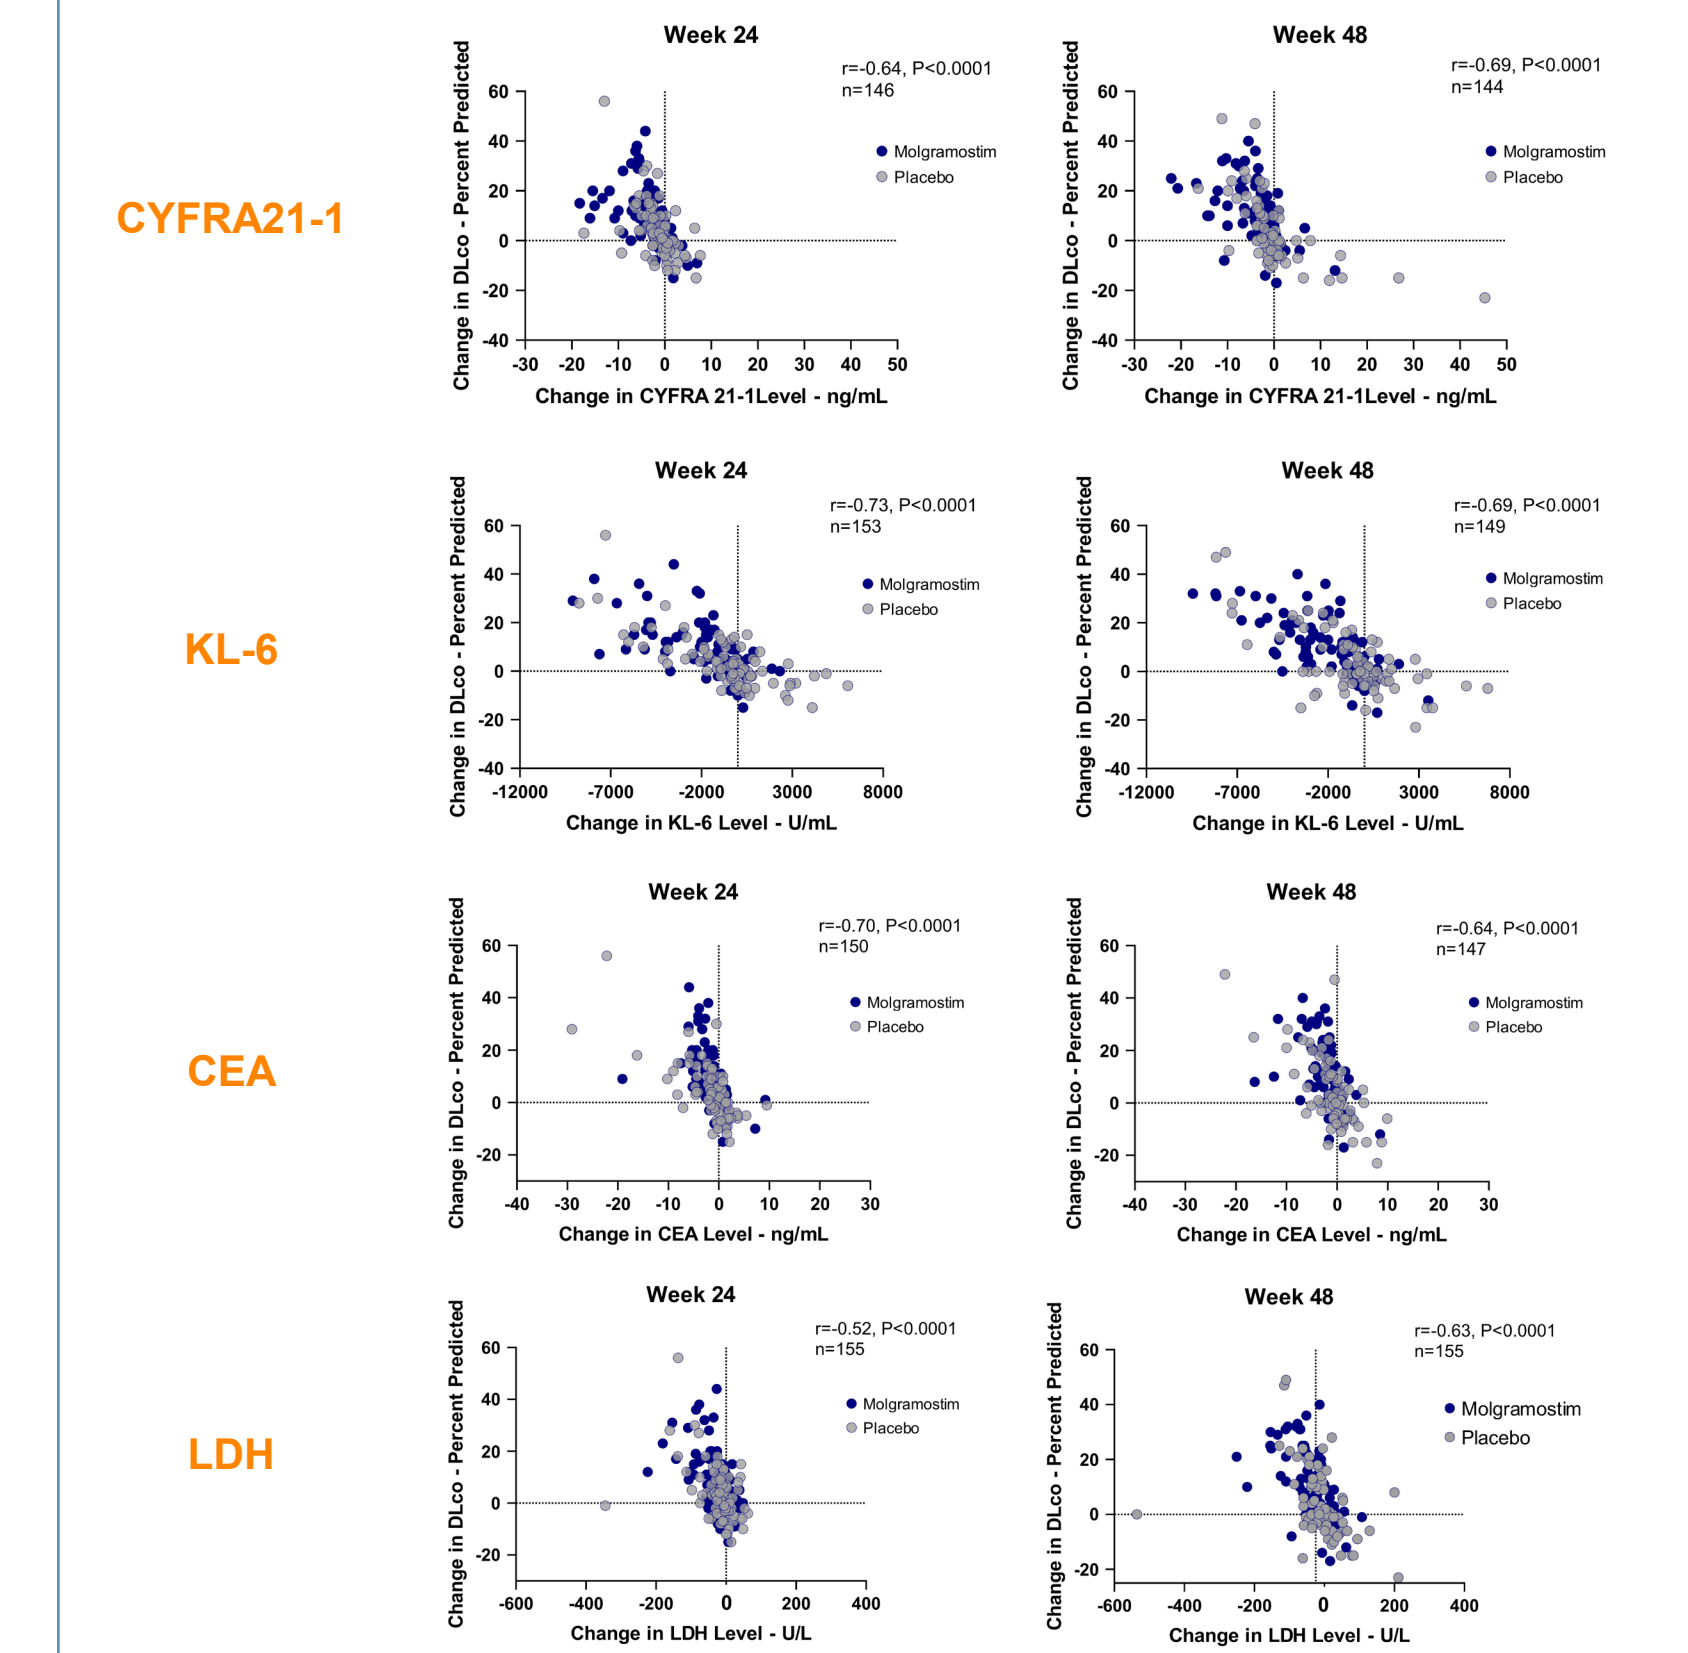 CYFRA21-1
Week 24
r=-0.64, P<0.0001
n=146
Change in DLco - Percent Predicted
60
40
20
0
-20
-40
Molgramostim
Placebo
-30 -20 -10 0 10 20 30 40 50
Change in CYFRA 21-1Level - ng/mL
Week 48
r=-0.69, P<0.0001
n=144
Change in DLco - Percent Predicted
60
40
20
0
-20
-40
Molgramostim
Placebo
-30 -20 -10 0 10 20 30 40 50
Change in CYFRA 21-1Level - ng/mL
KL-6
Week 24
r=-0.73, P<0.0001
n=153
Change in DLco - Percent Predicted
60
40
20
0
-20
-40
Molgramostim
Placebo
-12000 -7000 -2000 3000 8000
Change in KL-6 Level - U/mL
Week 48
r=-0.69, P<0.0001
n=149
Change in DLco - Percent Predicted
60
40
20
0
-20
-40
Molgramostim
Placebo
-12000 -7000 -2000 3000 8000
Change in KL-6 Level - U/mL
CEA
Week 24
r=-0.70, P<0.0001
n=150
Change in DLco - Percent Predicted
60
40
20
0
-20
Molgramostim
Placebo
-40 -30 -20 -10 0 10 20 30
Change in CEA Level - ng/mL
Week 48
r=-0.64, P<0.0001
n=147
Change in DLco - Percent Predicted
60
40
20
0
-20
Molgramostim
Placebo
-40 -30 -20 -10 0 10 20 30
Change in CEA Level - ng/mL
LDH
Week 24
r=-0.52, P<0.0001
n=155
Change in DLco - Percent Predicted
60
40
20
0
-20
Molgramostim
Placebo
-600 -400 -200 0 200 400
Change in LDH Level - U/L
Week 48
r=-0.63, P<0.0001
n=155
Change in DLco - Percent Predicted
60
40
20
0
-20
Molgramostim
Placebo
-600 -400 -200 0 200 400
Change in LDH Level - U/L